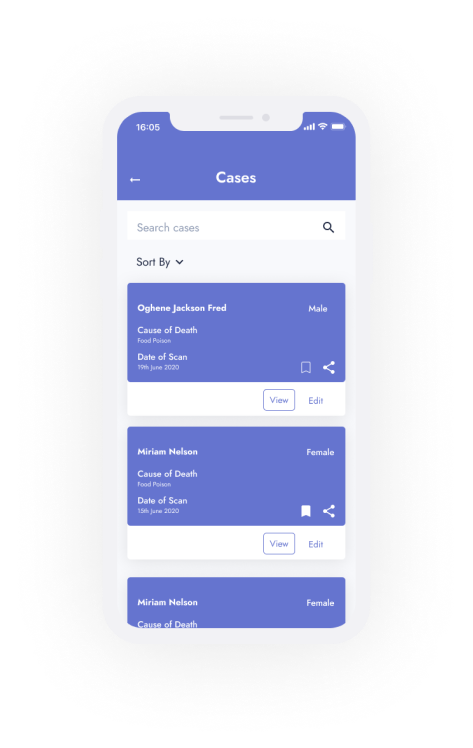 16:05
Cases
Search cases
Sort By
Oghene Jackson Fred
Male
Cause of Death
Food Poison
Date of Scan
19th June 2020
View
Edit
Miriam Nelson
Female
Cause of Death
Food Poison
Date of Scan
15th June 2020
View
Edit
Miriam Nelson
Female
Cause of Death